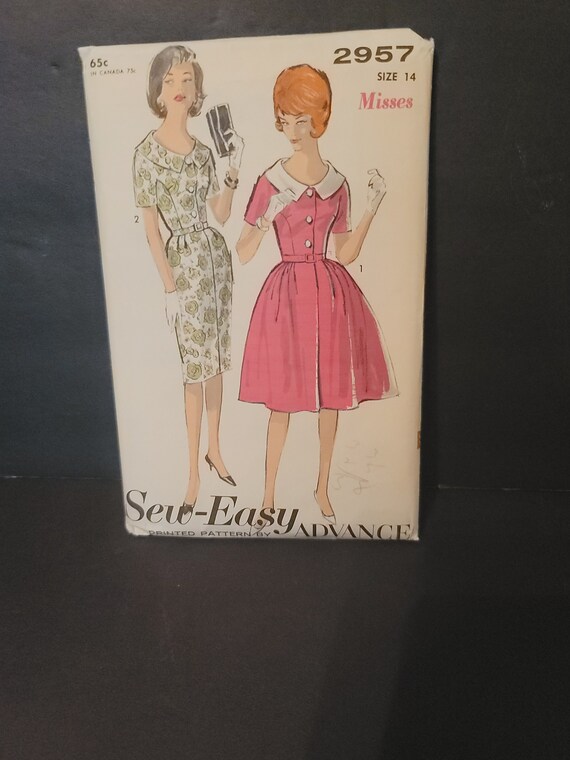 65c
IN CANADA 75c
2957
SIZE 14
Misses
2
1
Sew-Easy
PRINTED PATTERN BY ADVANCE